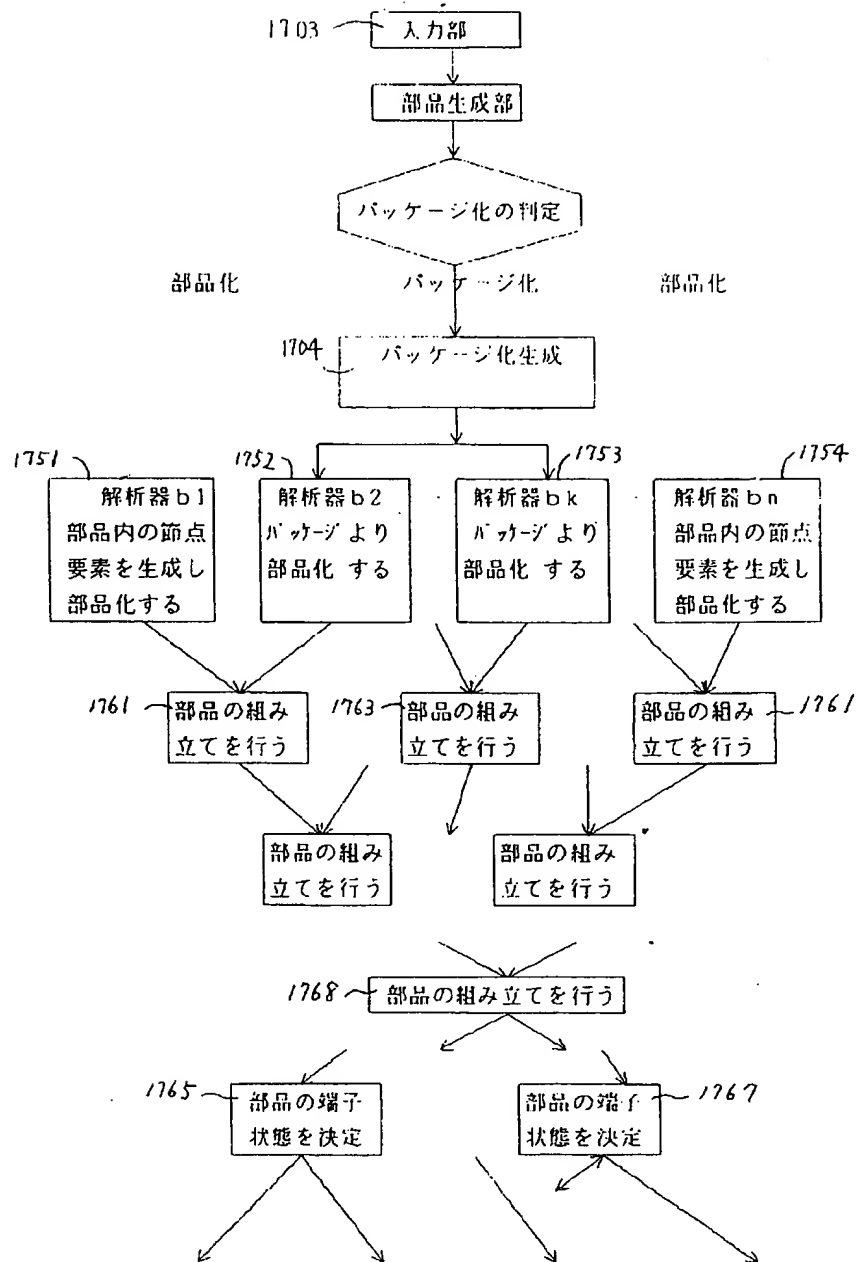 1703
入力部
部品生成部
パッケージ化の判定
部品化 パッケージ化 部品化
1704
パッケージ化生成
1751
解析器b1
部品内の節点
要素を生成し
部品化する
1752
解析器b2
パッケージより
部品化 する
1753
解析器bk
パッケージより
部品化 する
1754
解析器bn
部品内の節点
要素を生成し
部品化する
1761
部品の組み
立てを行う
1763
部品の組み
立てを行う
1761
部品の組み
立てを行う
部品の組み
立てを行う
部品の組み
立てを行う
1768
部品の組み立てを行う
1765
部品の端子
状態を決定
1767
部品の端子
状態を決定